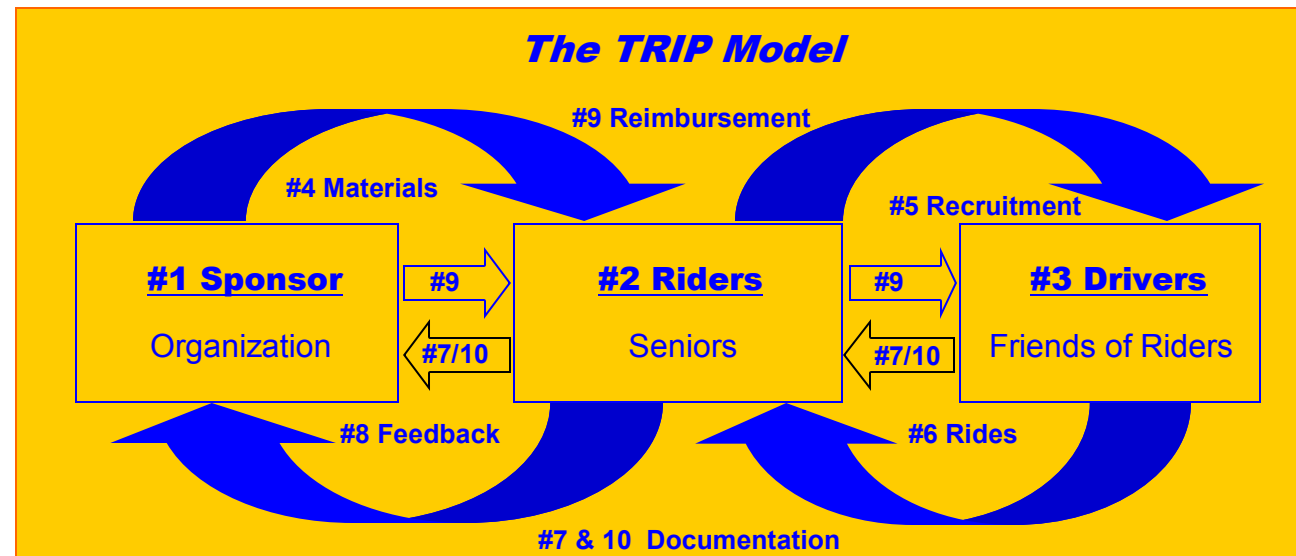 The TRIP Model
#9 Reimbursement
#4 Materials
#5 Recruitment
#1 Sponsor
Organization
#9
#7/10
#2 Riders
Seniors
#9
#7/10
#3 Drivers
Friends of Riders
#8 Feedback
#6 Rides
#7 & 10 Documentation